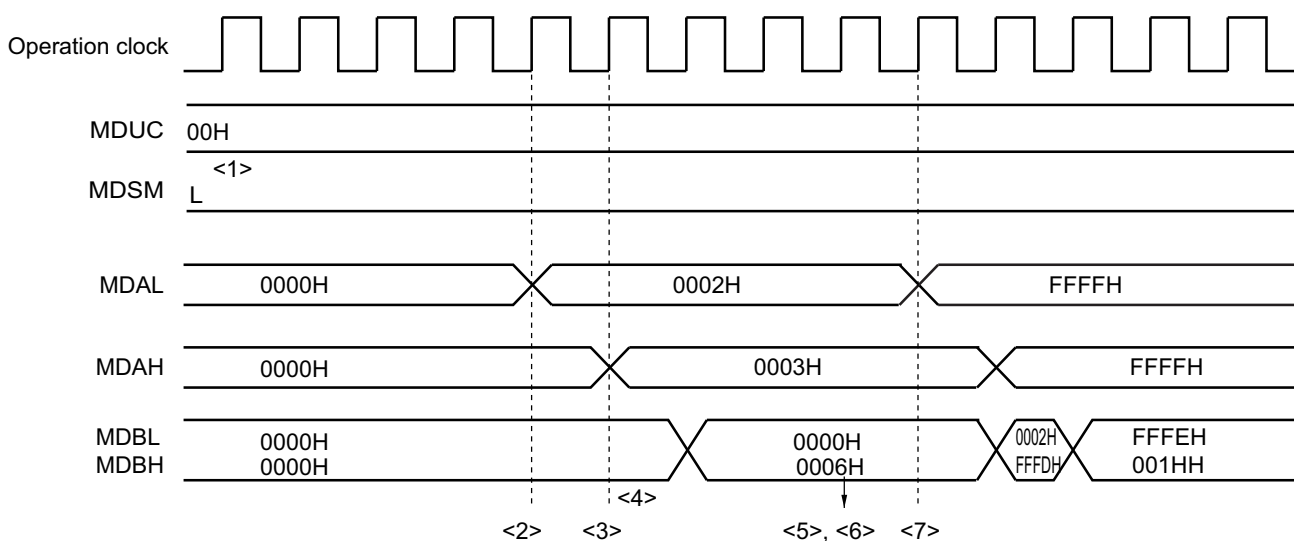 Operation clock
MDUC 00H
<1>
MDSM L
MDAL 0000H 0002H FFFFH
MDAH 0000H 0003H FFFFH
MDBL 0000H 0000H 0002H FFFEH
MDBH 0000H 0006H FFFDH 001HH
<4>
<2> <3> <5>, <6> <7>